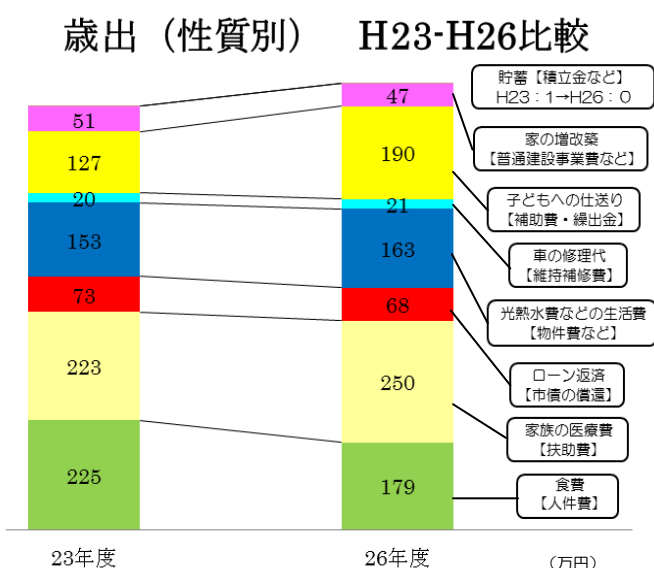 歳出（性質別）　H23-H26比較
貯蓄【積立金など】
H23：1→H26：0
家の増改築
【普通建設事業費など】
子どもへの仕送り
【補助費・繰出金】
車の修理代
【維持補修費】
光熱水費などの生活費
【物件費など】
ローン返済
【市債の償還】
家族の医療費
【扶助費】
食費
【人件費】
51
127
20
153
73
223
225
47
190
21
163
68
250
179
23年度
26年度
（万円）